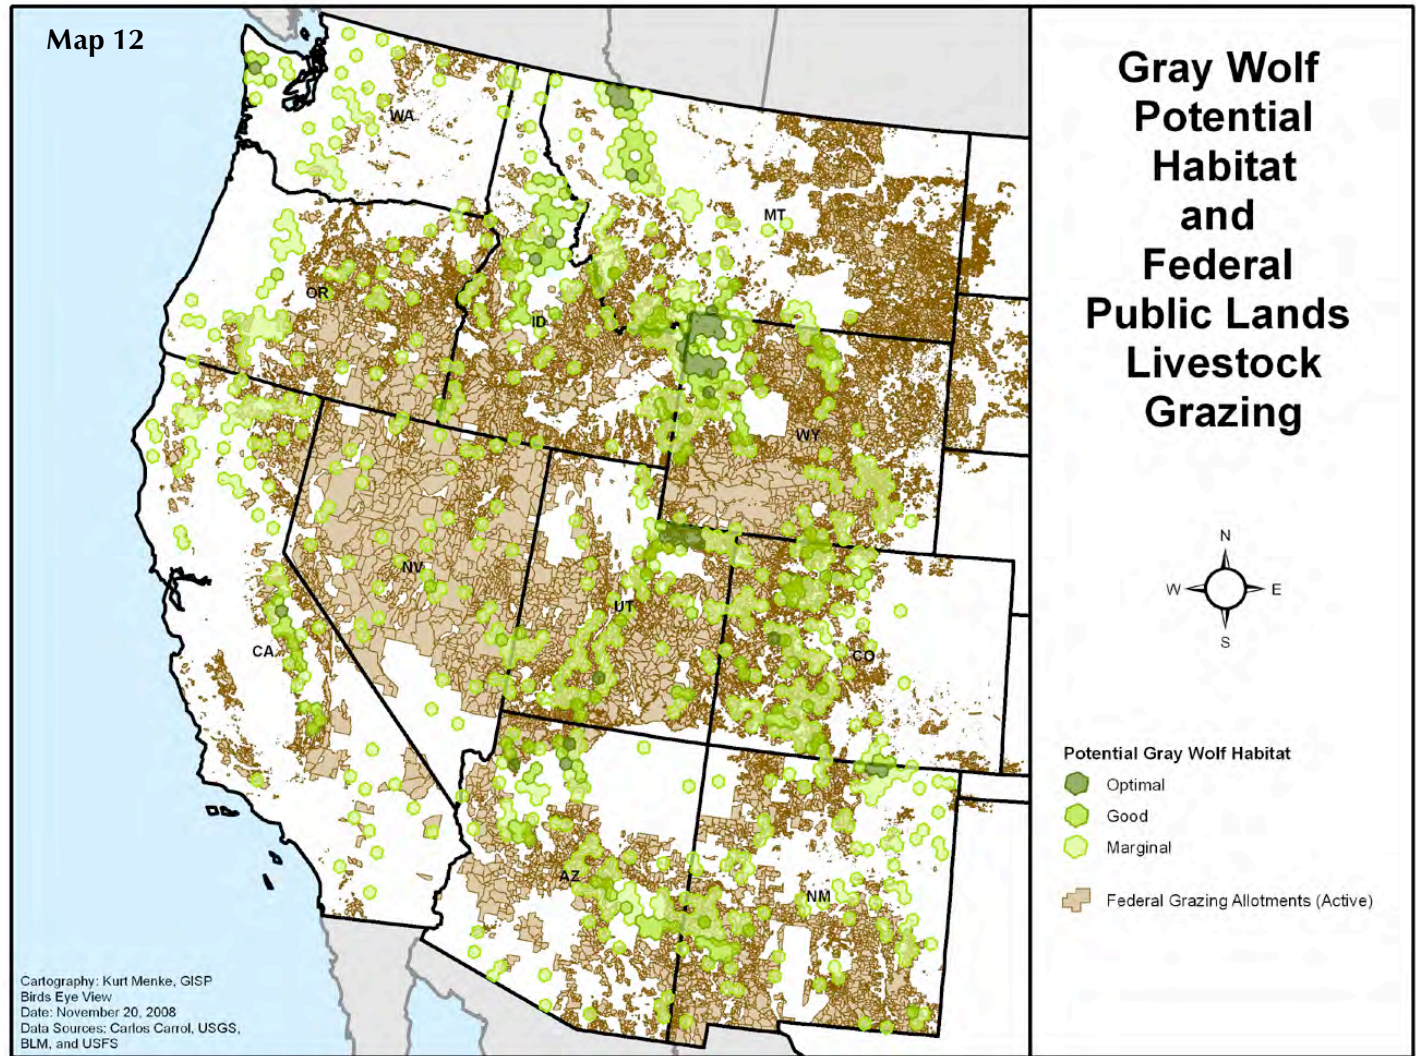 Map 12
Gray Wolf
Potential
Habitat
and
Federal
Public Lands
Livestock
Grazing
WA
MT
OR
ID
WY
NV
UT
CA
CO
AZ
NM
N
W
E
S
Potential Gray Wolf Habitat
Optimal
Good
Marginal
Federal Grazing Allotments (Active)
Cartography: Kurt Menke, GISP
Birds Eye View
Date: November 20, 2008
Data Sources: Carlos Carrol, USGS,
BLM, and USFS